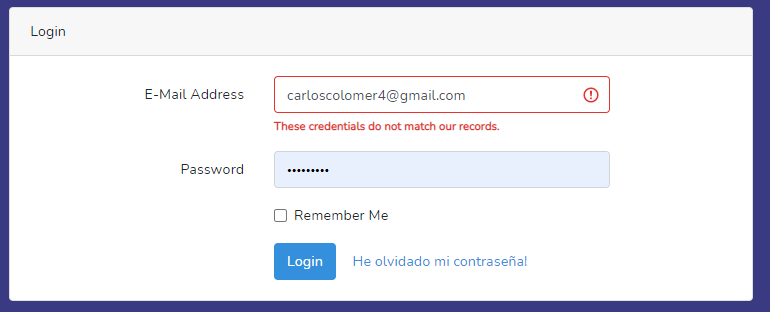 Login
E-Mail Address
carloscolomer4@gmail.com
These credentials do not match our records.
Password
•••••••••
Remember Me
Login
He olvidado mi contraseña!